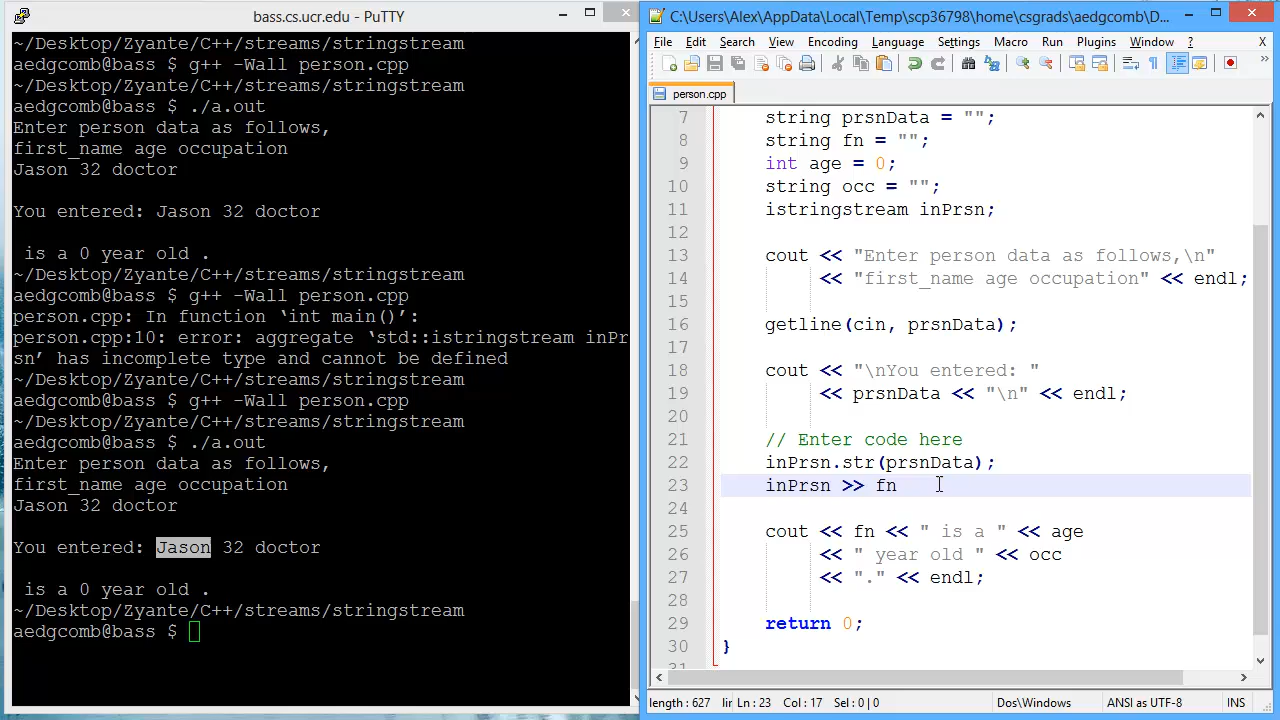 bass.cs.ucr.edu - PuTTY
~/Desktop/Zyante/C++/streams/stringstream
aedgcomb@bass $ g++ -Wall person.cpp
~/Desktop/Zyante/C++/streams/stringstream
aedgcomb@bass $ ./a.out
Enter person data as follows,
first_name age occupation
Jason 32 doctor
You entered: Jason 32 doctor
is a 0 year old .
~/Desktop/Zyante/C++/streams/stringstream
aedgcomb@bass $ g++ -Wall person.cpp
person.cpp: In function ‘int main()’:
person.cpp:10: error: aggregate ‘std::istringstream inPr
sn’ has incomplete type and cannot be defined
~/Desktop/Zyante/C++/streams/stringstream
aedgcomb@bass $ g++ -Wall person.cpp
~/Desktop/Zyante/C++/streams/stringstream
aedgcomb@bass $ ./a.out
Enter person data as follows,
first_name age occupation
Jason 32 doctor
You entered: Jason 32 doctor
is a 0 year old .
~/Desktop/Zyante/C++/streams/stringstream
aedgcomb@bass $
C:\Users\Alex\AppData\Local\Temp\scp36798\home\csgrads\aedgcomb\D...
File Edit Search View Encoding Language Settings Macro Run Plugins Window ? X
person.cpp
7 string prsnData = "";
8 string fn = "";
9 int age = 0;
10 string occ = "";
11 istringstream inPrsn;
12
13 cout << "Enter person data as follows,\n"
14 << "first_name age occupation" << endl;
15
16 getline(cin, prsnData);
17
18 cout << "\nYou entered: "
19 << prsnData << "\n" << endl;
20
21 // Enter code here
22 inPrsn.str(prsnData);
23 inPrsn >> fn
24
25 cout << fn << " is a " << age
26 << " year old " << occ
27 << "." << endl;
28
29 return 0;
30 }
31
length : 627 lir Ln : 23 Col : 17 Sel : 0 | 0 Dos\Windows ANSI as UTF-8 INS